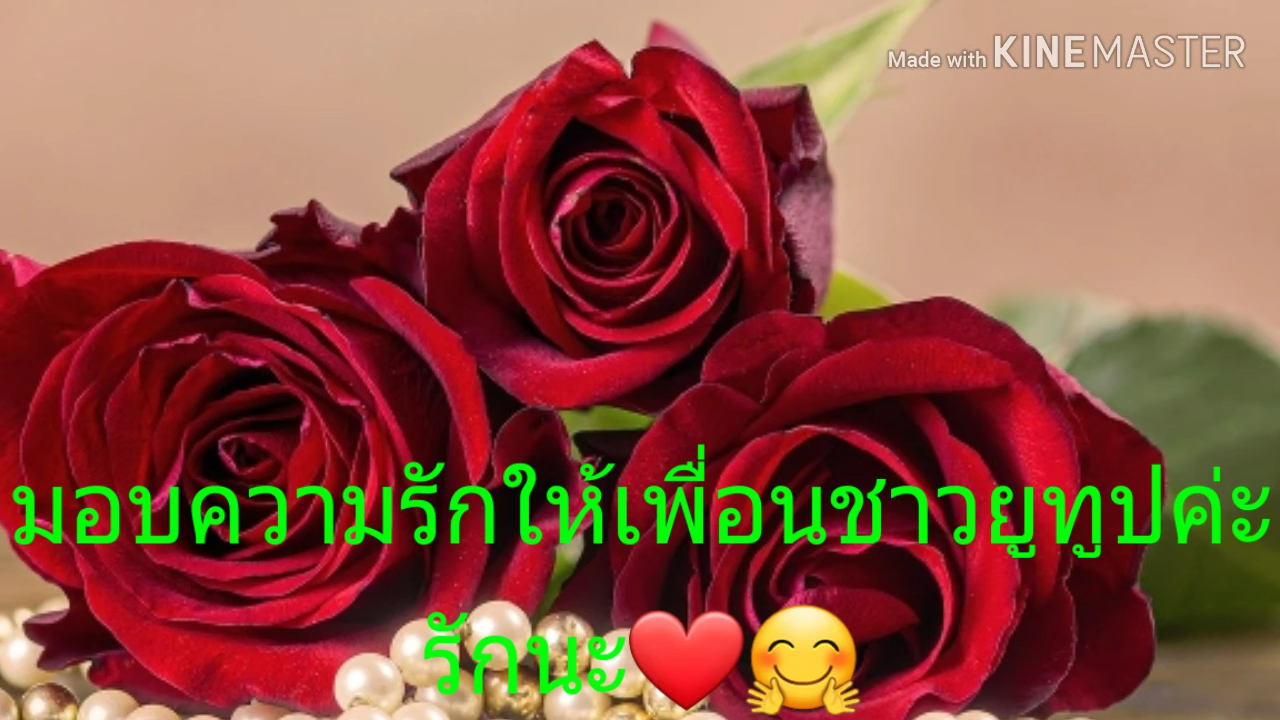 Made with KINEMASTER
มอบความรักให้เพื่อนชาวยูทูปค่ะ
รักนะ❤️🤗